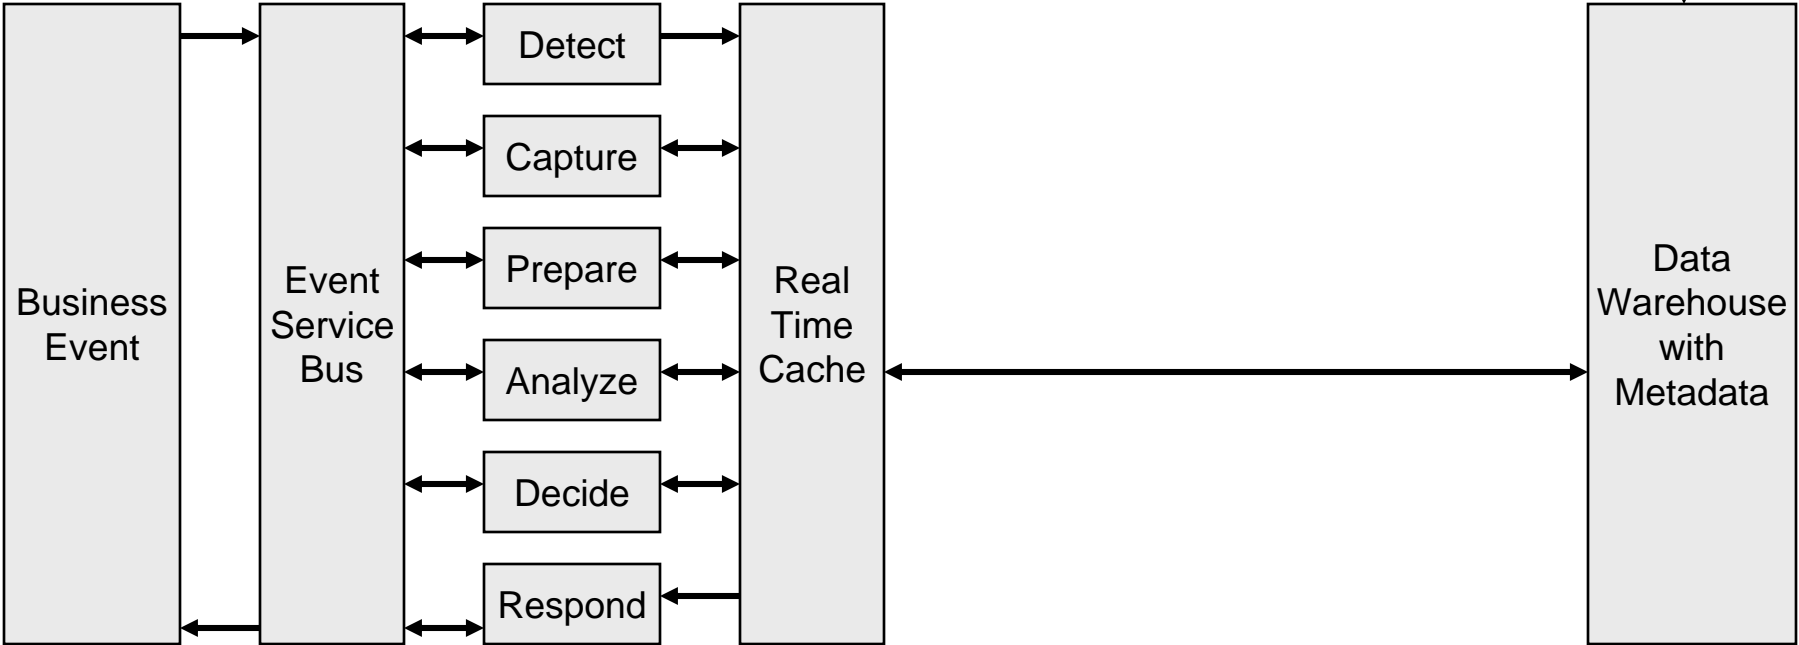 Business
Event
Event
Service
Bus
Detect
Capture
Prepare
Analyze
Decide
Respond
Real
Time
Cache
Data
Warehouse
with
Metadata